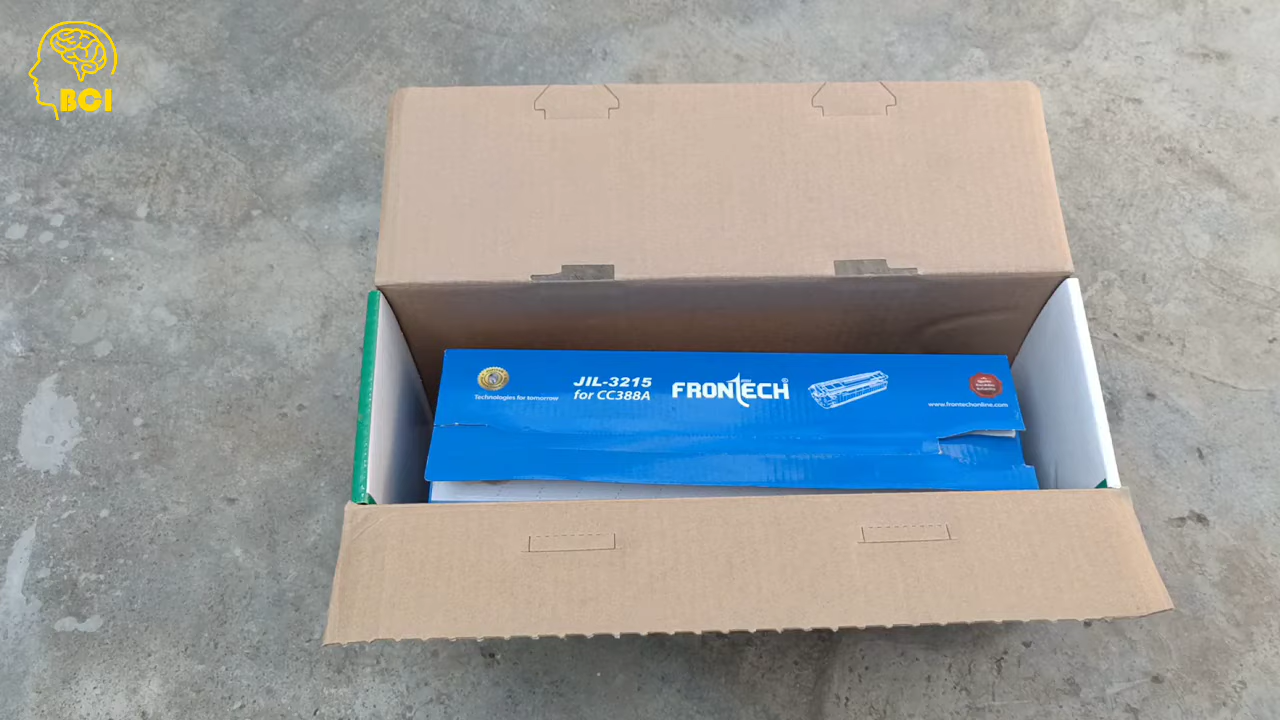 BCI
JIL-3215
for CC388A
FRONTECH
Technologies for tomorrow
www.frontechonline.com